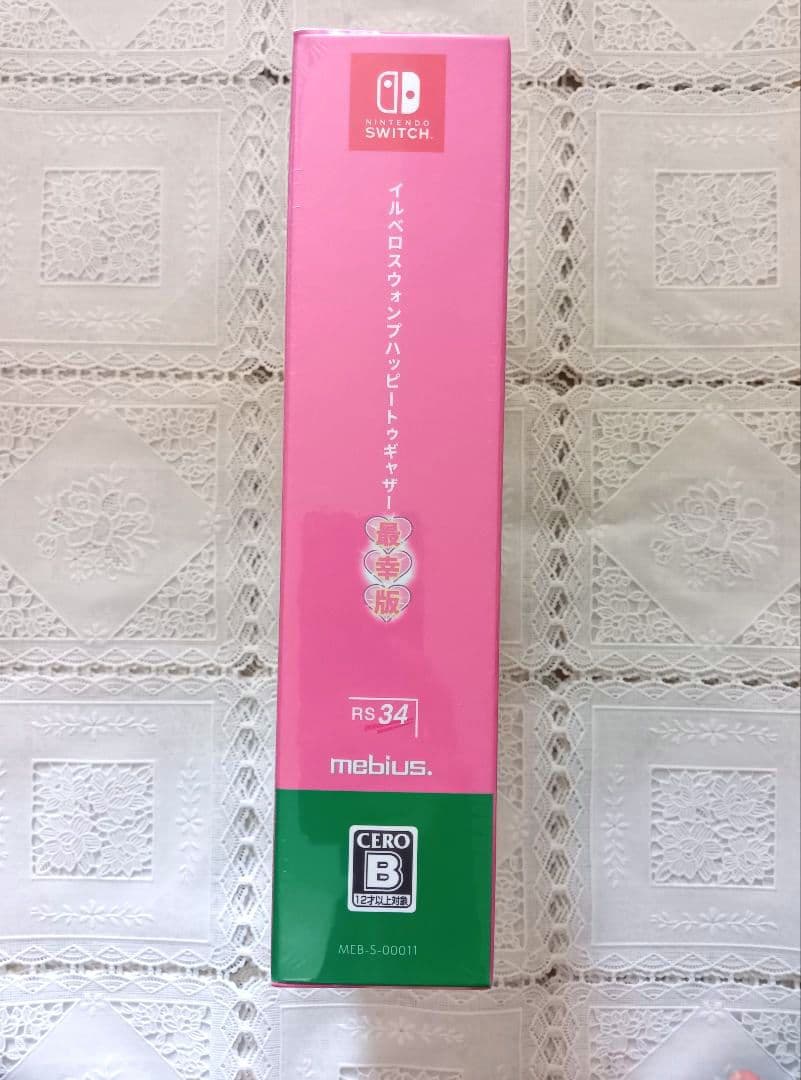 NINTENDO
SWITCH.
イルベロスウォンプハッピートゥギャザー
最幸版
RS34
mebius.
CERO
B
12才以上対象
MEB-S-00011